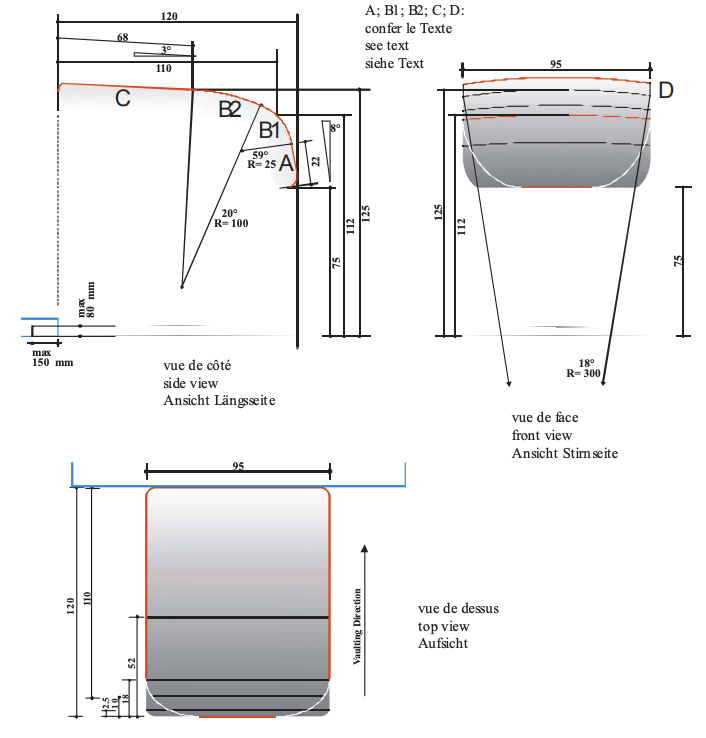 120
A; B1; B2; C; D:
confer le Texte
see text
siehe Text
68
3°
110
95
C
B2
B1
A
D
8°
59°
R= 25
22
20°
R= 100
125
112
75
125
112
75
max
80 mm
max
150 mm
18°
R= 300
vue de côté
side view
Ansicht Längsseite
vue de face
front view
Ansicht Stirnseite
95
120
110
52
18
10
2.5
Vaulting Direction
vue de dessus
top view
Aufsicht